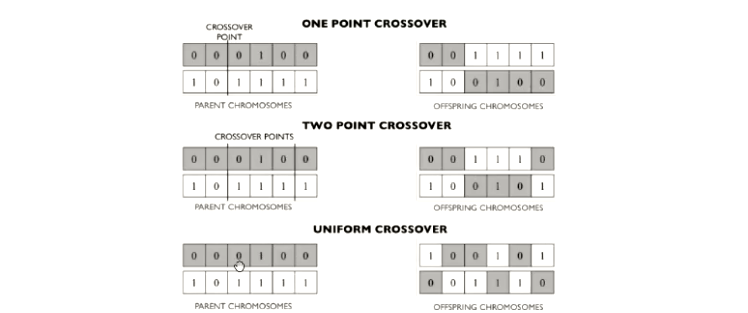 ONE POINT CROSSOVER
CROSSOVER
POINT
0 0 0 1 0 0
1 0 1 1 1 1
PARENT CHROMOSOMES
0 0 1 1 1 1
1 0 0 1 0 0
OFFSPRING CHROMOSOMES
TWO POINT CROSSOVER
CROSSOVER POINTS
0 0 0 1 0 0
1 0 1 1 1 1
PARENT CHROMOSOMES
0 0 1 1 1 0
1 0 0 1 0 1
OFFSPRING CHROMOSOMES
UNIFORM CROSSOVER
0 0 0 1 0 0
1 0 1 1 1 1
PARENT CHROMOSOMES
1 0 0 1 0 1
0 0 1 1 1 0
OFFSPRING CHROMOSOMES